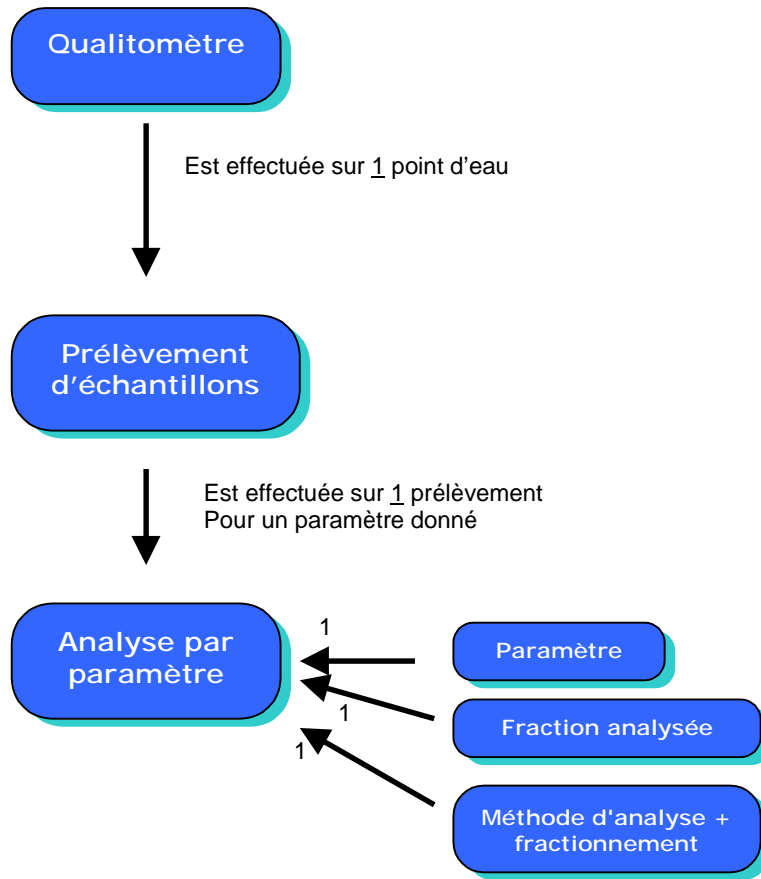 Qualitomètre
Est effectuée sur 1 point d'eau
Prélèvement
d'échantillons
Est effectuée sur 1 prélèvement
Pour un paramètre donné
Analyse par
paramètre
1
Paramètre
1
Fraction analysée
1
Méthode d'analyse +
fractionnement